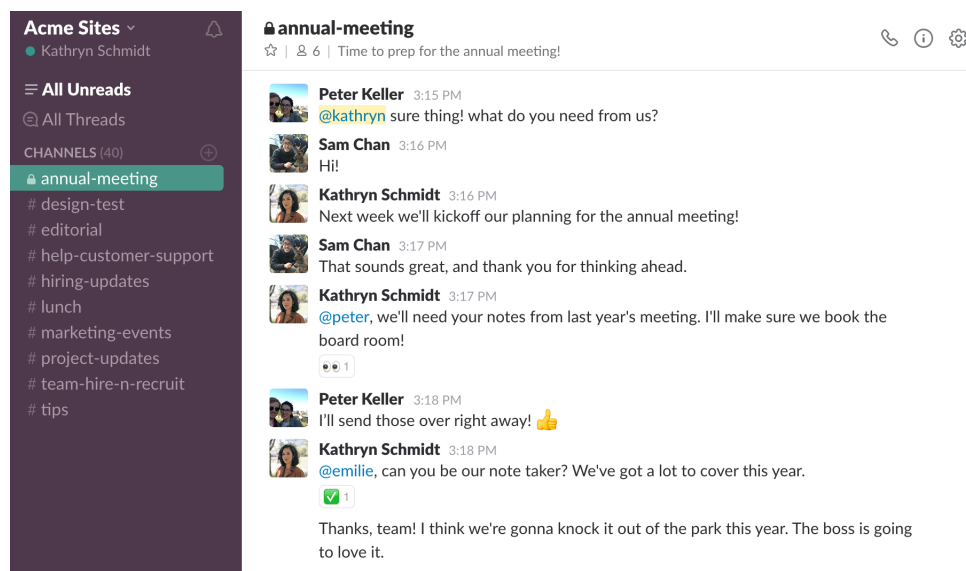 Acme Sites
Kathryn Schmidt
All Unreads
All Threads
CHANNELS (40)
annual-meeting
# design-test
# editorial
# help-customer-support
# hiring-updates
# lunch
# marketing-events
# project-updates
# team-hire-n-recruit
# tips
annual-meeting
6 | Time to prep for the annual meeting!
Peter Keller 3:15 PM
@kathryn sure thing! what do you need from us?
Sam Chan 3:16 PM
Hi!
Kathryn Schmidt 3:16 PM
Next week we'll kickoff our planning for the annual meeting!
Sam Chan 3:17 PM
That sounds great, and thank you for thinking ahead.
Kathryn Schmidt 3:17 PM
@peter, we'll need your notes from last year's meeting. I'll make sure we book the
board room!
1
Peter Keller 3:18 PM
I’ll send those over right away! 👍
Kathryn Schmidt 3:18 PM
@emilie, can you be our note taker? We've got a lot to cover this year.
1
Thanks, team! I think we're gonna knock it out of the park this year. The boss is going
to love it.